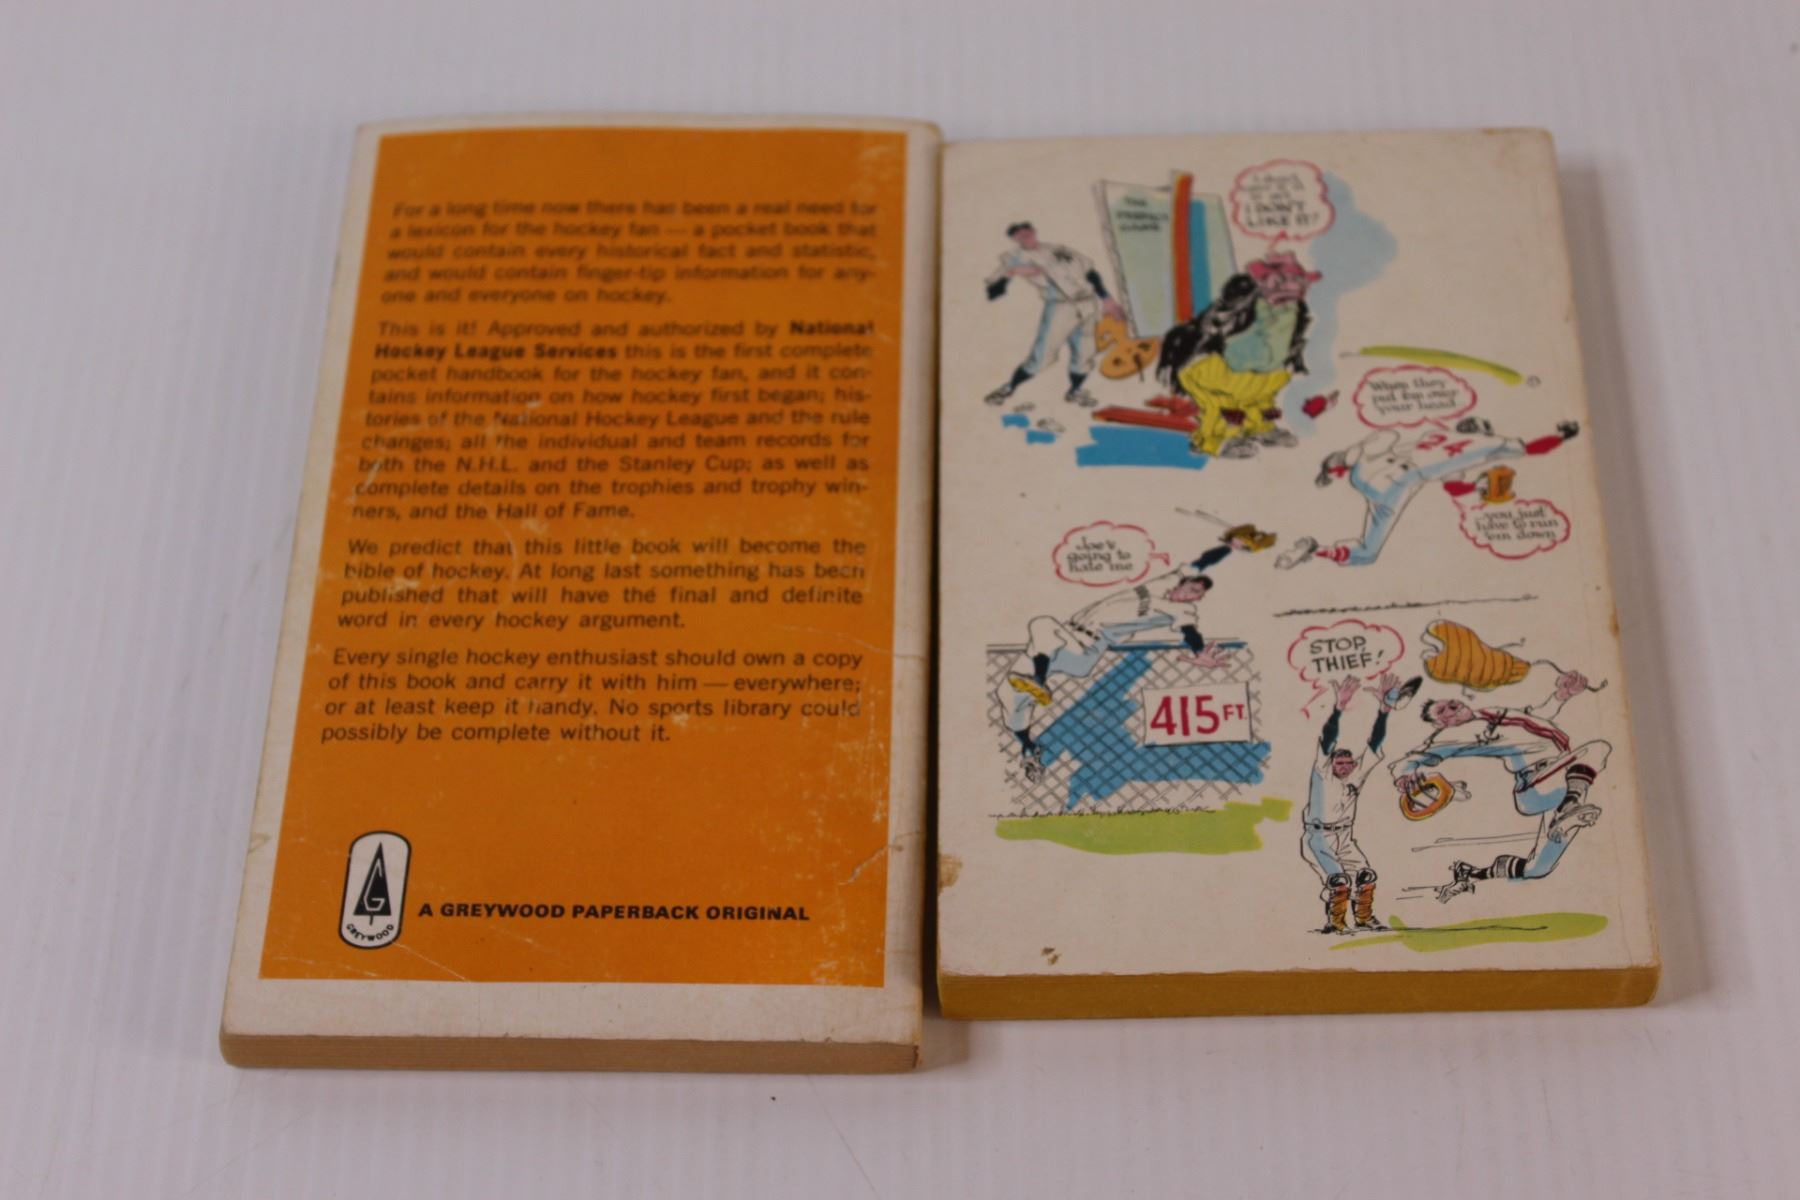 For a long time now there has been a real need for
a lexicon for the hockey fan — a pocket book that
would contain every historical fact and statistic,
and would contain finger-tip information for any-
one and everyone on hockey.
This is it! Approved and authorized by National
Hockey League Services this is the first complete
pocket handbook for the hockey fan, and it con-
tains information on how hockey first began; his-
tories of the National Hockey League and the rule
changes; all the individual and team records for
both the N.H.L. and the Stanley Cup; as well as
complete details on the trophies and trophy win-
ners, and the Hall of Fame.
We predict that this little book will become the
bible of hockey. At long last something has been
published that will have the final and definite
word in every hockey argument.
Every single hockey enthusiast should own a copy
of this book and carry it with him — everywhere;
or at least keep it handy. No sports library could
possibly be complete without it.
G
GREYWOOD
A GREYWOOD PAPERBACK ORIGINAL
THE
PERFECT
GAME
I DON'T
LIKE IT!
When they
put 'em over
your head
24
...you just
have to run
'em down
Joe's
going to
hate me
415 FT.
STOP,
THIEF!